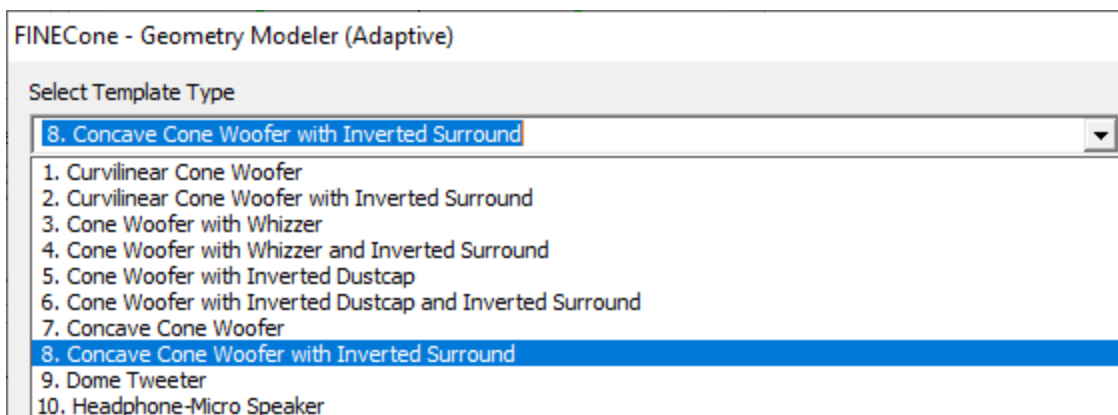 FINECone - Geometry Modeler (Adaptive)
Select Template Type
8. Concave Cone Woofer with Inverted Surround
1. Curvilinear Cone Woofer
2. Curvilinear Cone Woofer with Inverted Surround
3. Cone Woofer with Whizzer
4. Cone Woofer with Whizzer and Inverted Surround
5. Cone Woofer with Inverted Dustcap
6. Cone Woofer with Inverted Dustcap and Inverted Surround
7. Concave Cone Woofer
8. Concave Cone Woofer with Inverted Surround
9. Dome Tweeter
10. Headphone-Micro Speaker